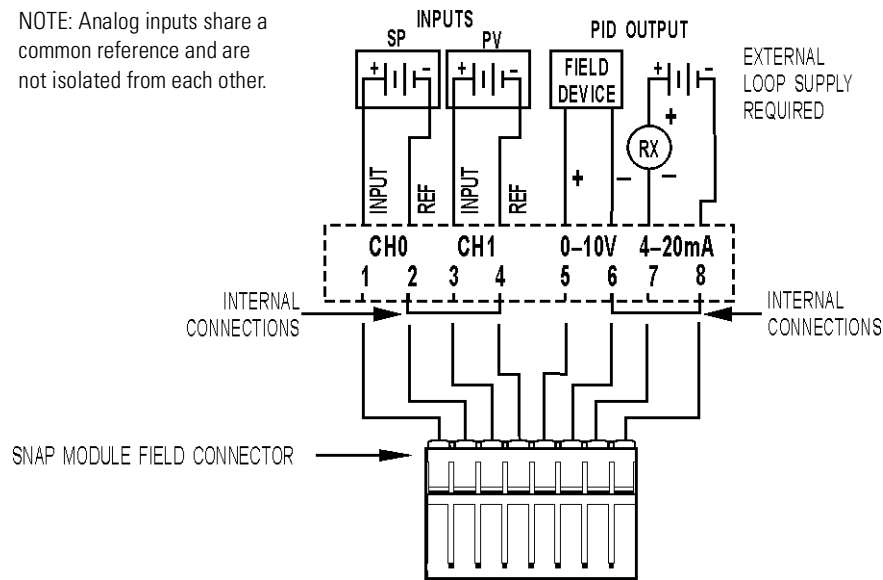 NOTE: Analog inputs share a
common reference and are
not isolated from each other.
INPUTS
SP
PV
+ –
+ –
PID OUTPUT
FIELD
DEVICE
+ –
EXTERNAL
LOOP SUPPLY
REQUIRED
+
RX
+ – –
INPUT
REF
INPUT
REF
CH0 CH1 0–10V 4–20mA
1 2 3 4 5 6 7 8
INTERNAL
CONNECTIONS
INTERNAL
CONNECTIONS
SNAP MODULE FIELD CONNECTOR